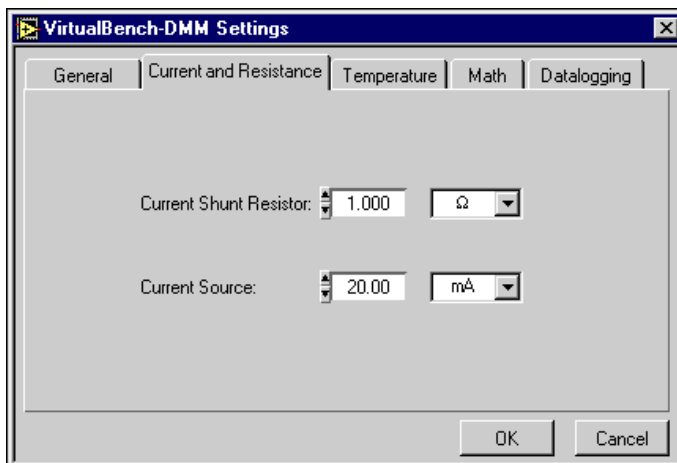 VirtualBench-DMM Settings
General Current and Resistance Temperature Math Datalogging
Current Shunt Resistor: 1.000 Ω
Current Source: 20.00 mA
OK Cancel